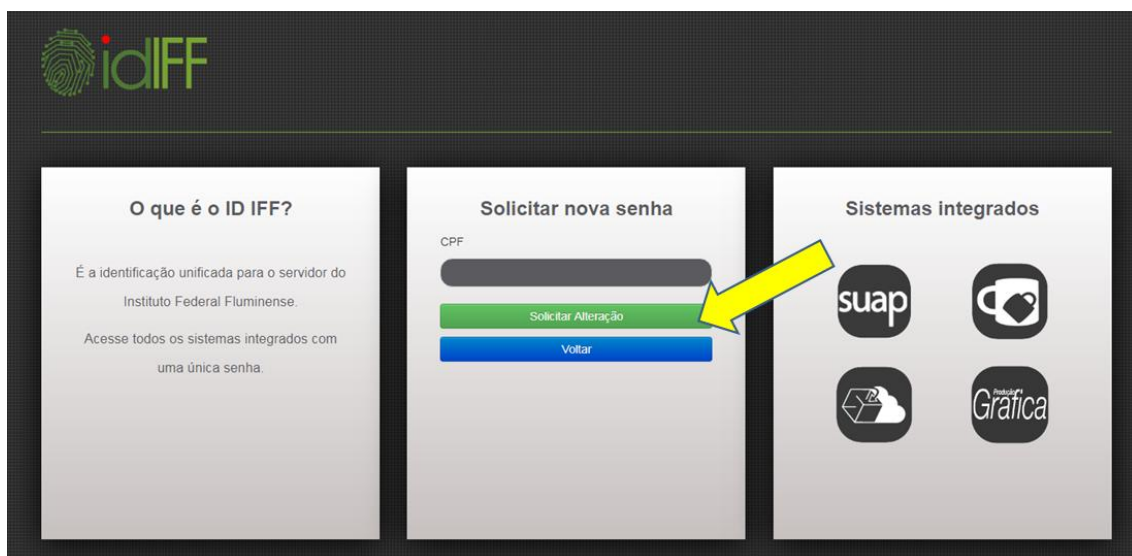 idIFF
O que é o ID IFF?
É a identificação unificada para o servidor do
Instituto Federal Fluminense.
Acesse todos os sistemas integrados com
uma única senha.
Solicitar nova senha
CPF
Solicitar Alteração
Voltar
Sistemas integrados
suap
Produção
Gráfica